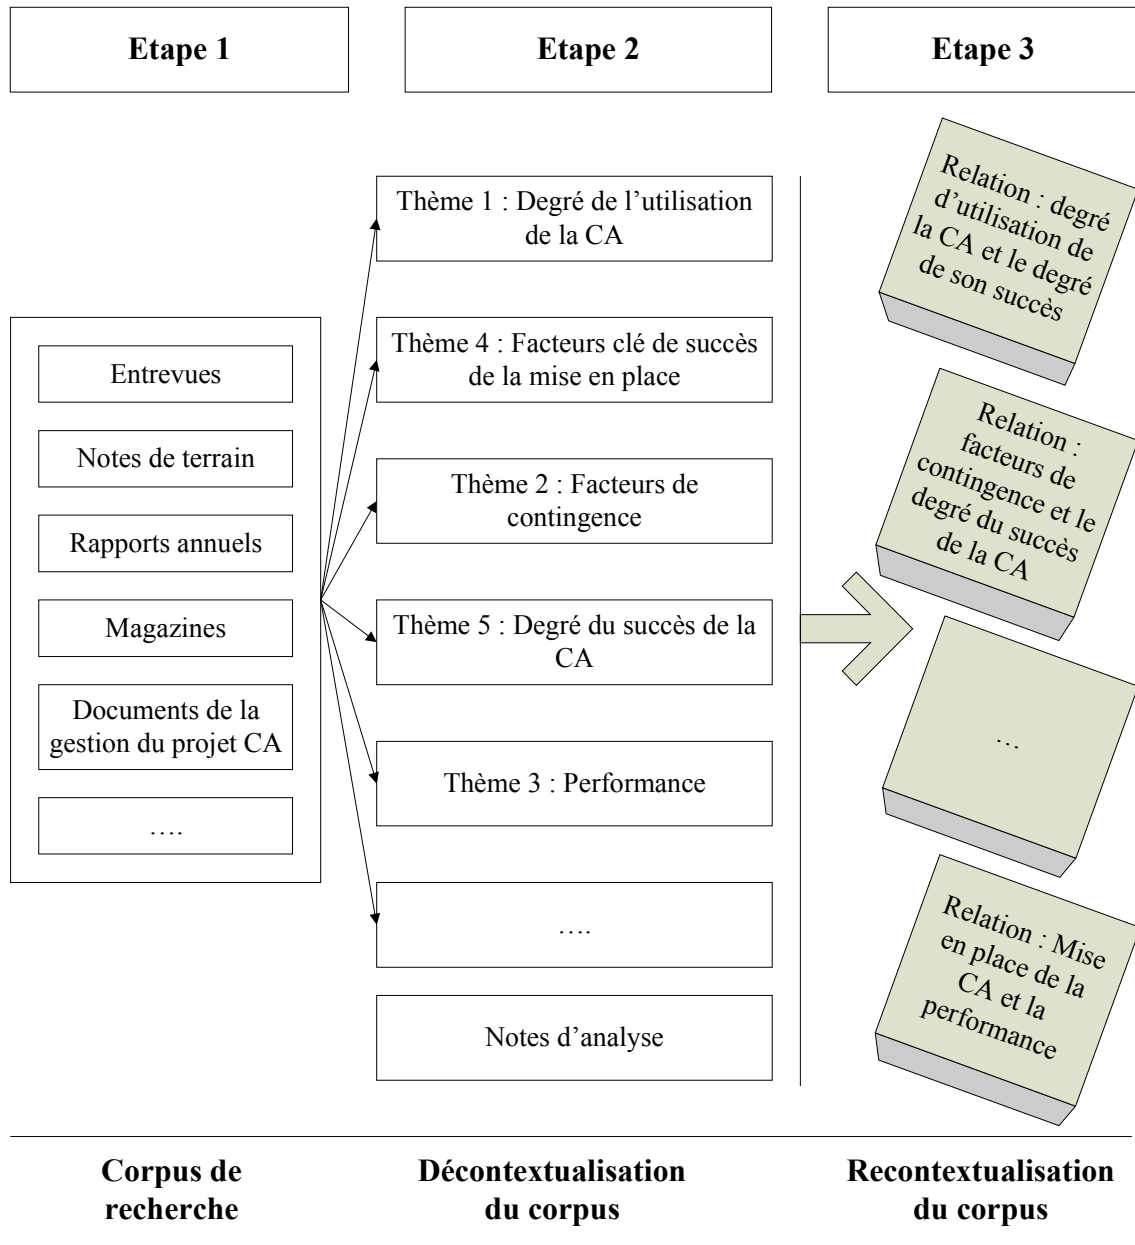 Etape 1
Etape 2
Etape 3
Entrevues
Notes de terrain
Rapports annuels
Magazines
Documents de la
gestion du projet CA
….
Thème 1 : Degré de l’utilisation
de la CA
Thème 4 : Facteurs clé de succès
de la mise en place
Thème 2 : Facteurs de
contingence
Thème 5 : Degré du succès de la
CA
Thème 3 : Performance
….
Notes d’analyse
Relation : degré
d’utilisation de
la CA et le degré
de son succès
Relation :
facteurs de
contingence et le
degré du succès
de la CA
…
Relation : Mise
en place de la
CA et la
performance
Corpus de
recherche
Décontextualisation
du corpus
Recontextualisation
du corpus